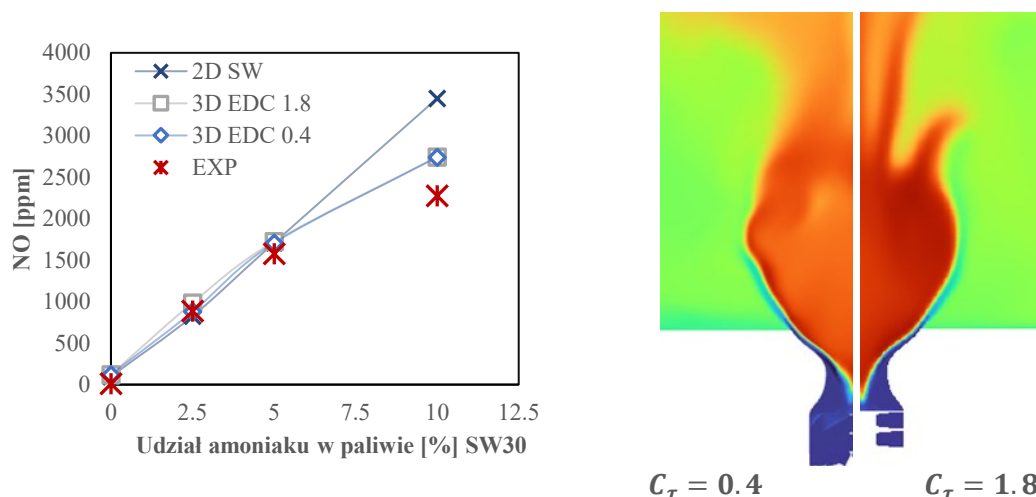 4000
3500
3000
2500
2000
1500
1000
500
0
NO [ppm]
2D SW
3D EDC 1.8
3D EDC 0.4
EXP
0 2.5 5 7.5 10 12.5
Udział amoniaku w paliwie [%] SW30
C_τ = 0.4 C_τ = 1.8